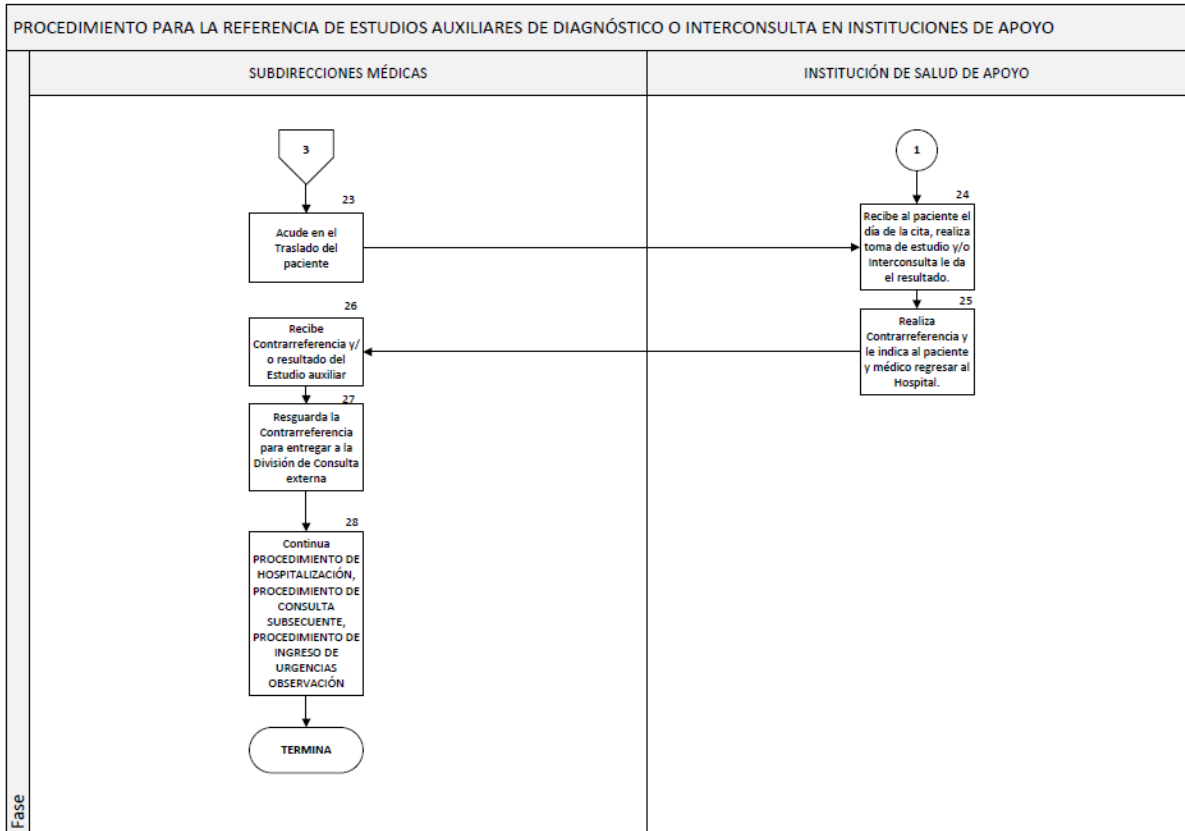 PROCEDIMIENTO PARA LA REFERENCIA DE ESTUDIOS AUXILIARES DE DIAGNÓSTICO O INTERCONSULTA EN INSTITUCIONES DE APOYO
SUBDIRECCIONES MÉDICAS
INSTITUCIÓN DE SALUD DE APOYO
3
1
23
Acude en el
Traslado del
paciente
24
Recibe al paciente el
día de la cita, realiza
toma de estudio y/o
Interconsulta le da
el resultado.
25
Realiza
Contrarreferencia y
le indica al paciente
y médico regresar al
Hospital.
26
Recibe
Contrarreferencia y/
o resultado del
Estudio auxiliar
27
Resguarda la
Contrarreferencia
para entregar a la
División de Consulta
externa
28
Continua
PROCEDIMIENTO DE
HOSPITALIZACIÓN,
PROCEDIMIENTO DE
CONSULTA
SUBSECUENTE,
PROCEDIMIENTO DE
INGRESO DE
URGENCIAS
OBSERVACIÓN
TERMINA
Fase